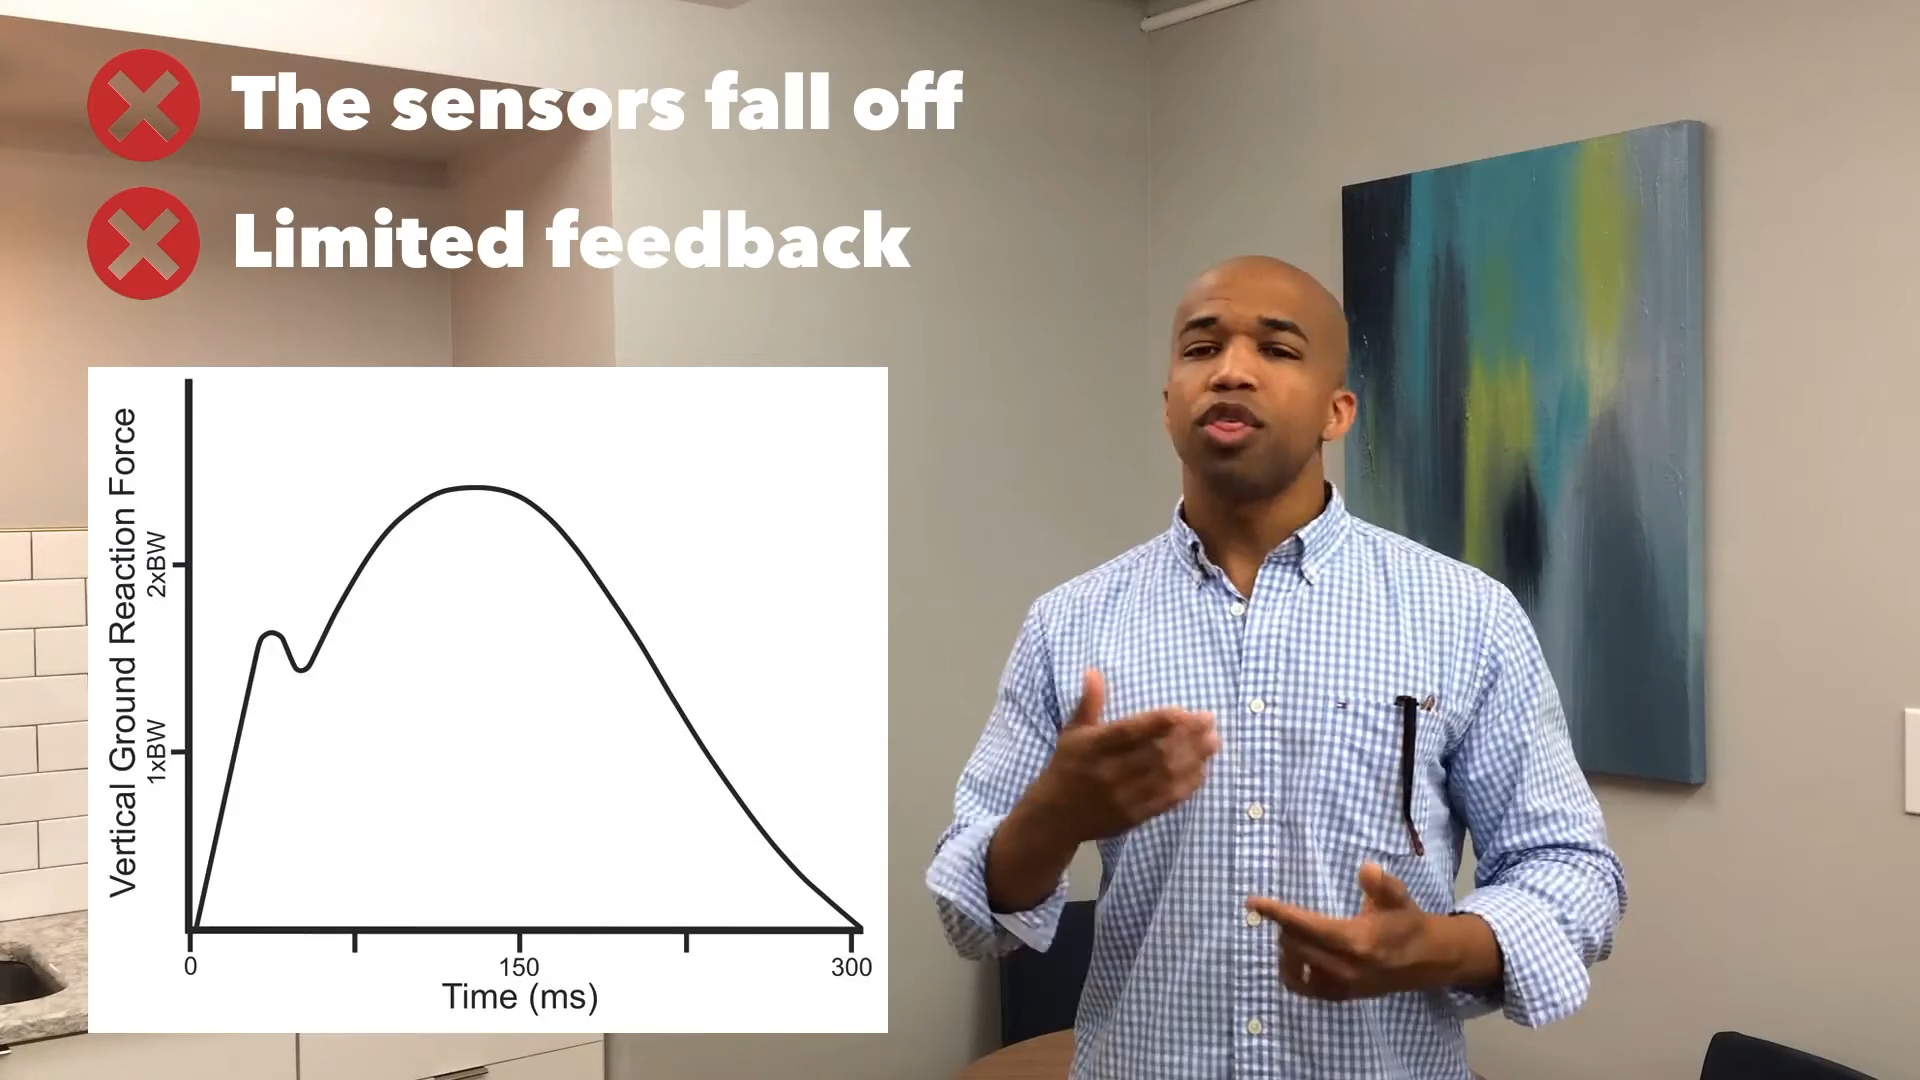 The sensors fall off
Limited feedback
Vertical Ground Reaction Force
2xBW
1xBW
0
150
300
Time (ms)